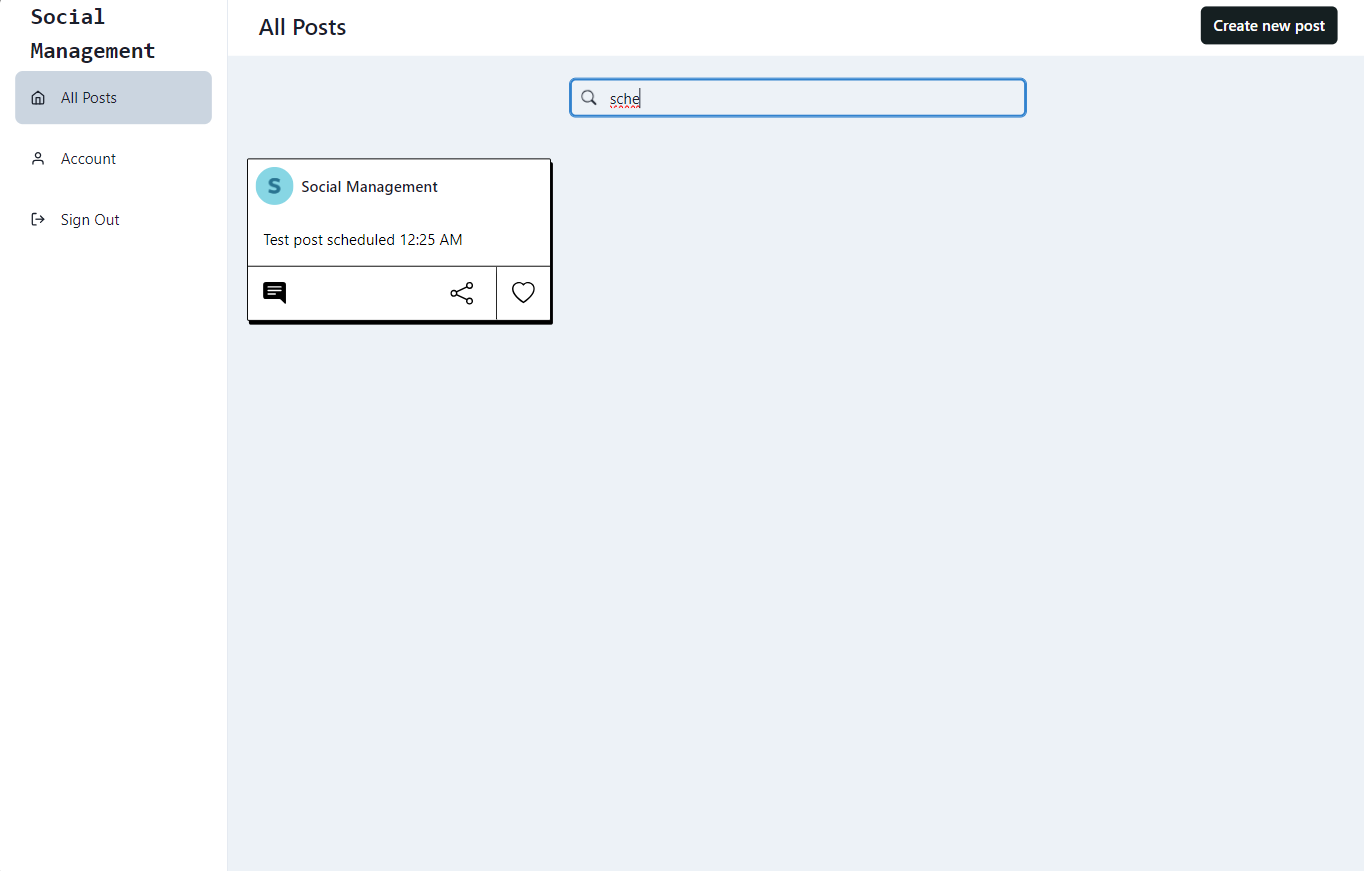 Social
Management
All Posts
Account
Sign Out
All Posts
Create new post
sche
S
Social Management
Test post scheduled 12:25 AM